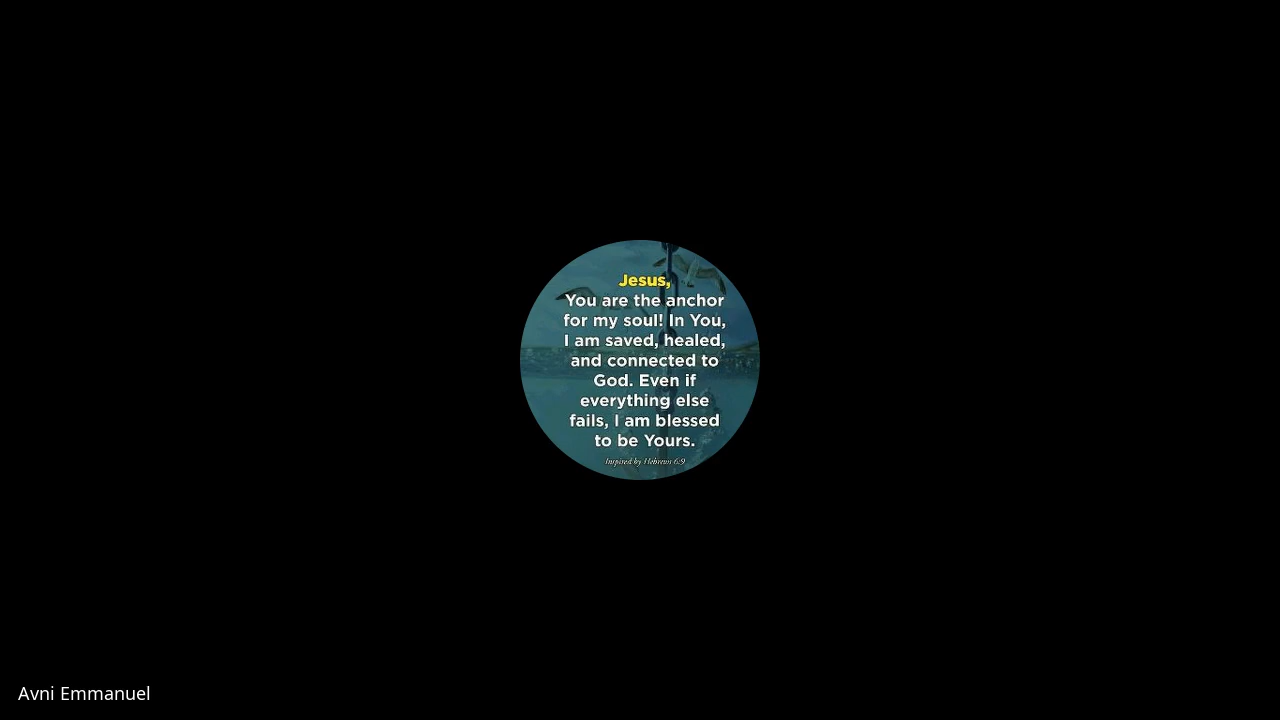 Jesus,
You are the anchor
for my soul! In You,
I am saved, healed,
and connected to
God. Even if
everything else
fails, I am blessed
to be Yours.
Inspired by Hebrews 6:9
Avni Emmanuel